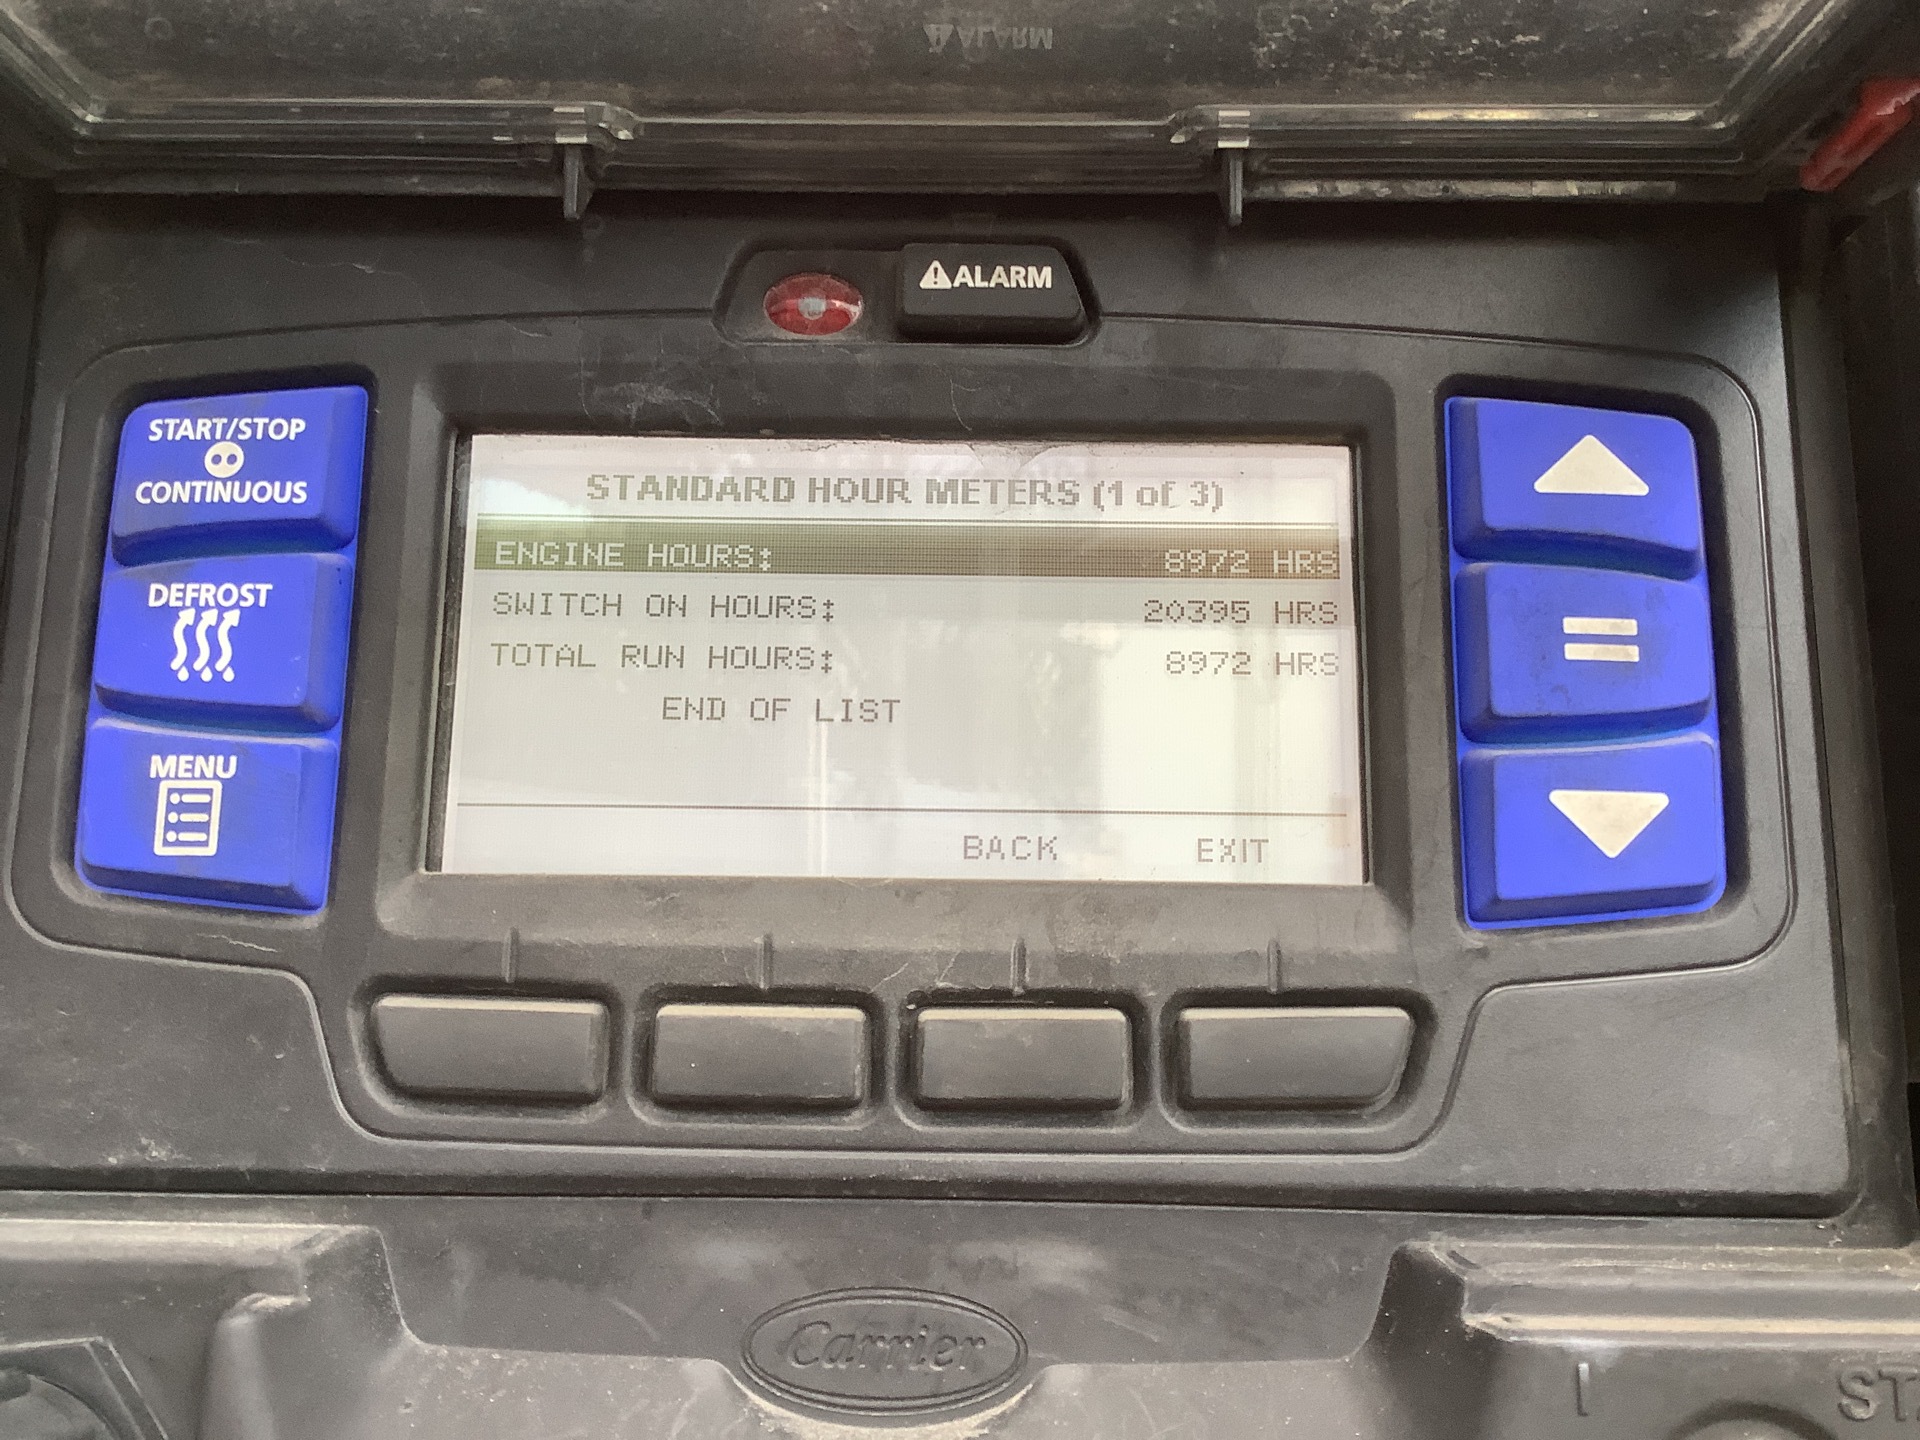 ALARM
ALARM
START/STOP
CONTINUOUS
DEFROST
MENU
STANDARD HOUR METERS (1 of 3)
ENGINE HOURS: 8972 HRS
SWITCH ON HOURS: 20395 HRS
TOTAL RUN HOURS: 8972 HRS
END OF LIST
BACK EXIT
=
Carrier
I ST